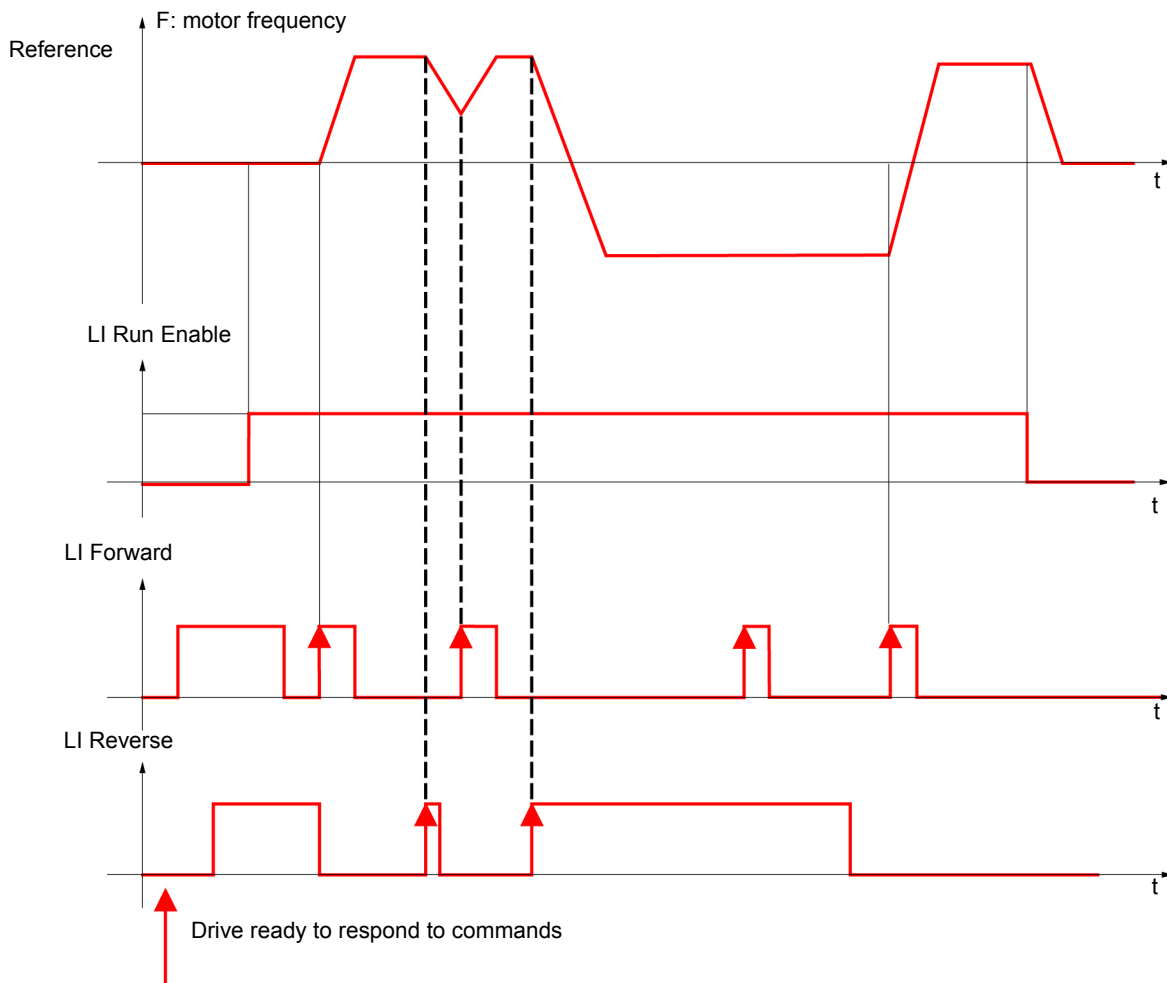 F: motor frequency
Reference
t
LI Run Enable
t
LI Forward
t
LI Reverse
t
Drive ready to respond to commands